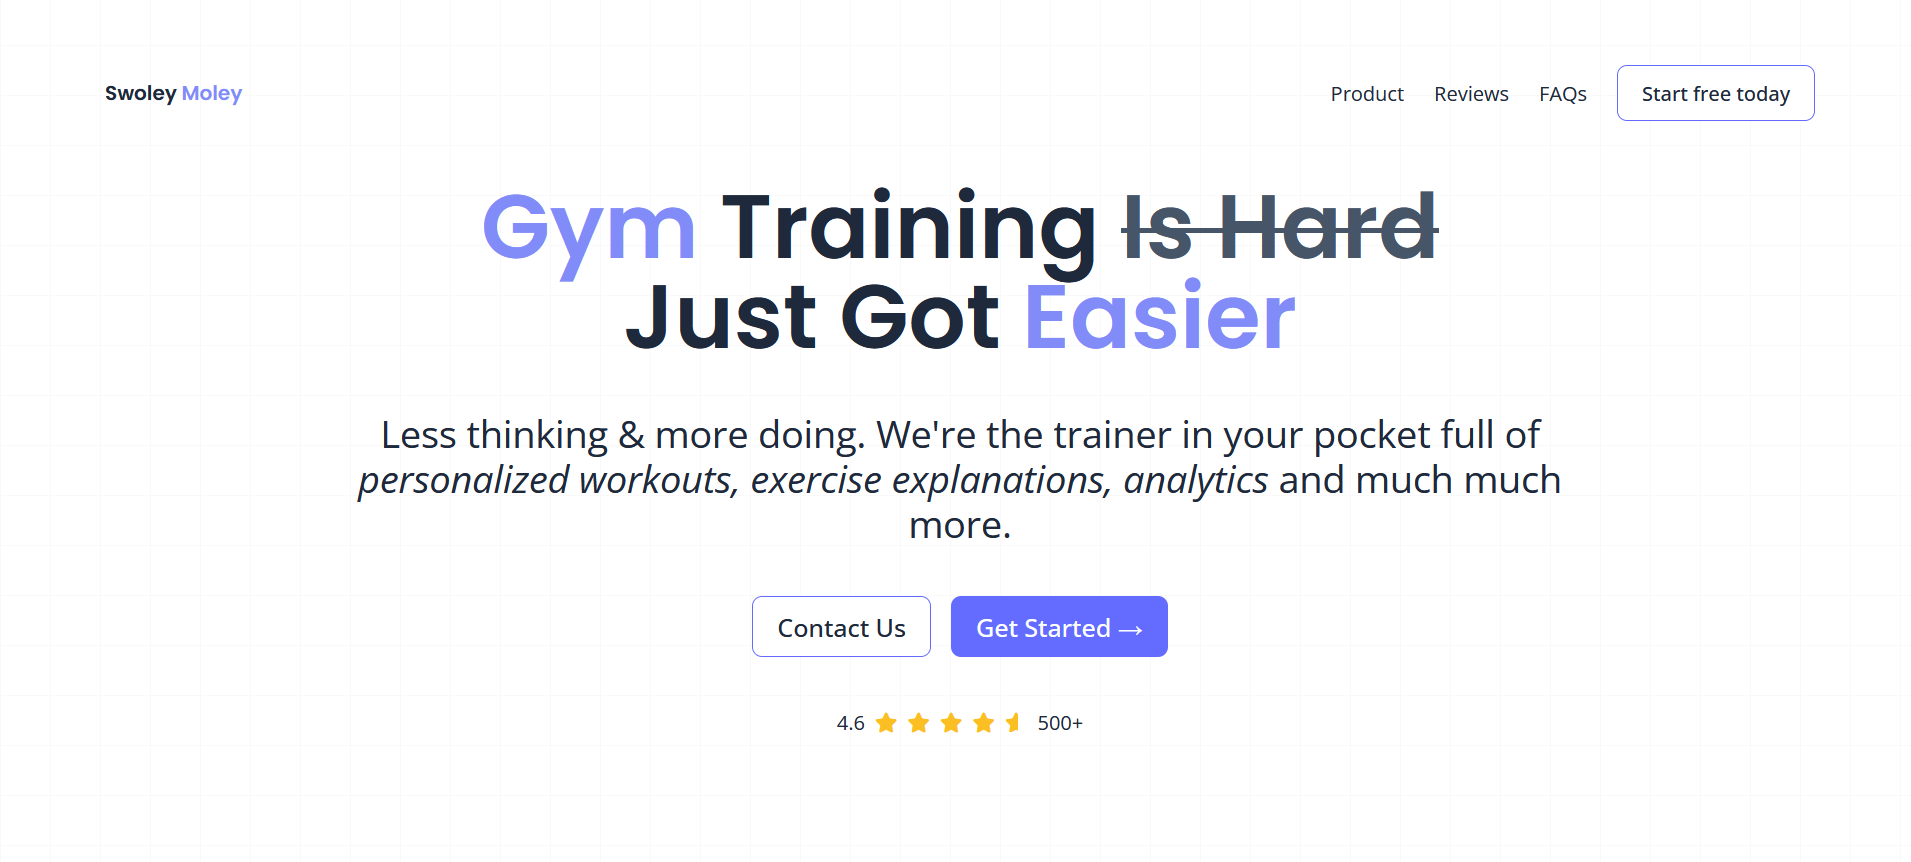 Swoley Moley
Product
Reviews
FAQs
Start free today
Gym Training Is Hard
Just Got Easier
Less thinking & more doing. We're the trainer in your pocket full of
personalized workouts, exercise explanations, analytics and much much
more.
Contact Us
Get Started →
4.6
500+